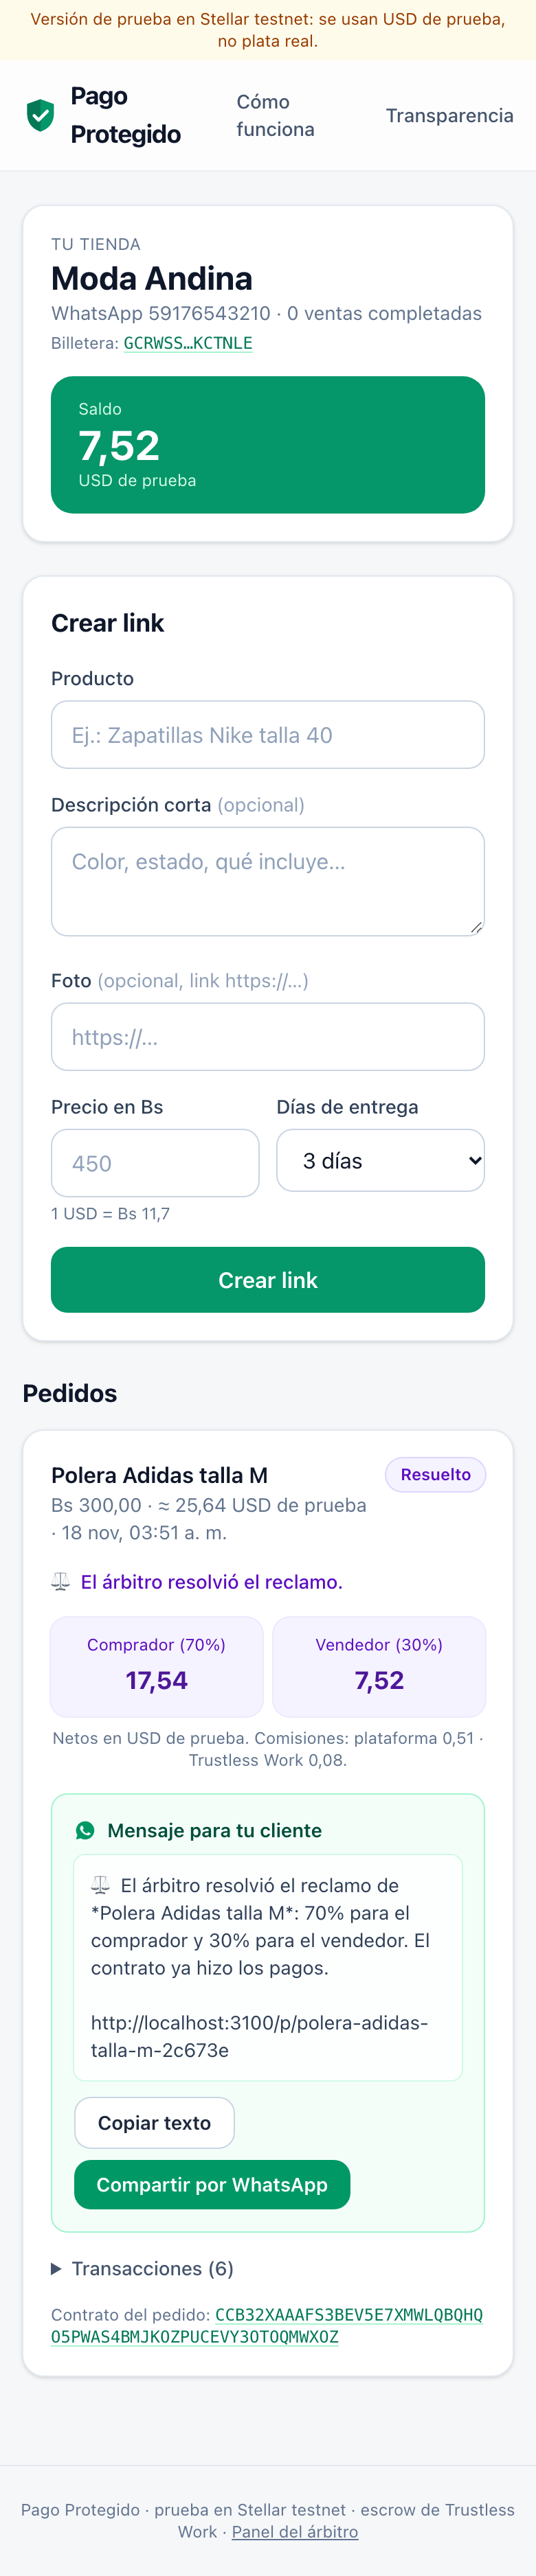 Versión de prueba en Stellar testnet: se usan USD de prueba,
no plata real.
Pago
Protegido
Cómo
funciona
Transparencia
TU TIENDA
Moda Andina
WhatsApp 59176543210 · 0 ventas completadas
Billetera: GCRWSS…KCTNLE
Saldo
7,52
USD de prueba
Crear link
Producto
Ej.: Zapatillas Nike talla 40
Descripción corta (opcional)
Color, estado, qué incluye…
Foto (opcional, link https://…)
https://…
Precio en Bs
Días de entrega
450
3 días
1 USD = Bs 11,7
Crear link
Pedidos
Polera Adidas talla M
Resuelto
Bs 300,00 · ≈ 25,64 USD de prueba
· 18 nov, 03:51 a. m.
⚖️ El árbitro resolvió el reclamo.
Comprador (70%)
17,54
Vendedor (30%)
7,52
Netos en USD de prueba. Comisiones: plataforma 0,51 ·
Trustless Work 0,08.
Mensaje para tu cliente
⚖️ El árbitro resolvió el reclamo de
*Polera Adidas talla M*: 70% para el
comprador y 30% para el vendedor. El
contrato ya hizo los pagos.
http://localhost:3100/p/polera-adidas-
talla-m-2c673e
Copiar texto
Compartir por WhatsApp
▶ Transacciones (6)
Contrato del pedido: CCB32XAAAFS3BEV5E7XMWLQBQHQ
O5PWAS4BMJKOZPUCEVY3OTOQMWXOZ
Pago Protegido · prueba en Stellar testnet · escrow de Trustless
Work · Panel del árbitro